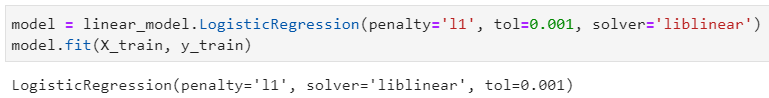 model = linear_model.LogisticRegression(penalty='l1', tol=0.001, solver='liblinear')
model.fit(X_train, y_train)
LogisticRegression(penalty='l1', solver='liblinear', tol=0.001)